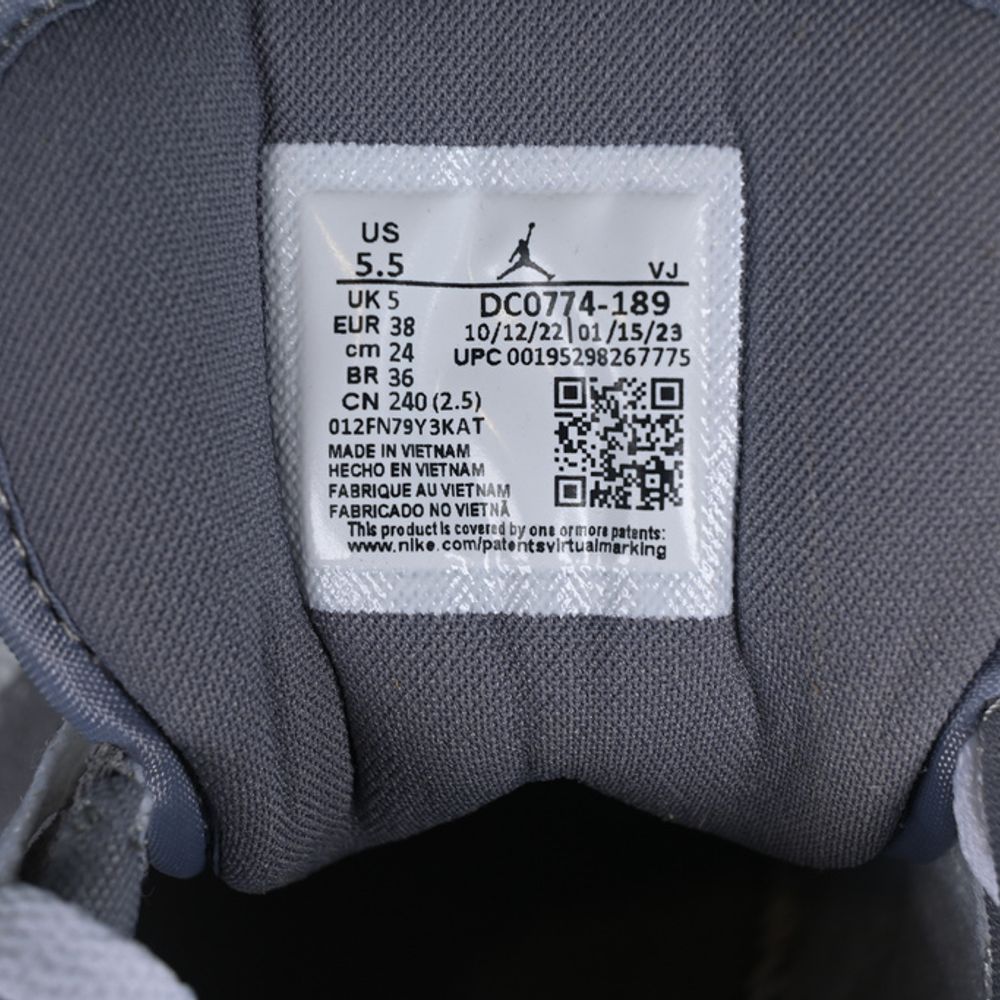 US
5.5
VJ
UK 5
DC0774-189
EUR 38
10/12/22 | 01/15/23
cm 24
UPC 00195298267775
BR 36
CN 240 (2.5)
012FN79Y3KAT
MADE IN VIETNAM
HECHO EN VIETNAM
FABRIQUE AU VIETNAM
FABRICADO NO VIETNÃ
This product is covered by one or more patents:
www.nike.com/patentsvirtualmarking